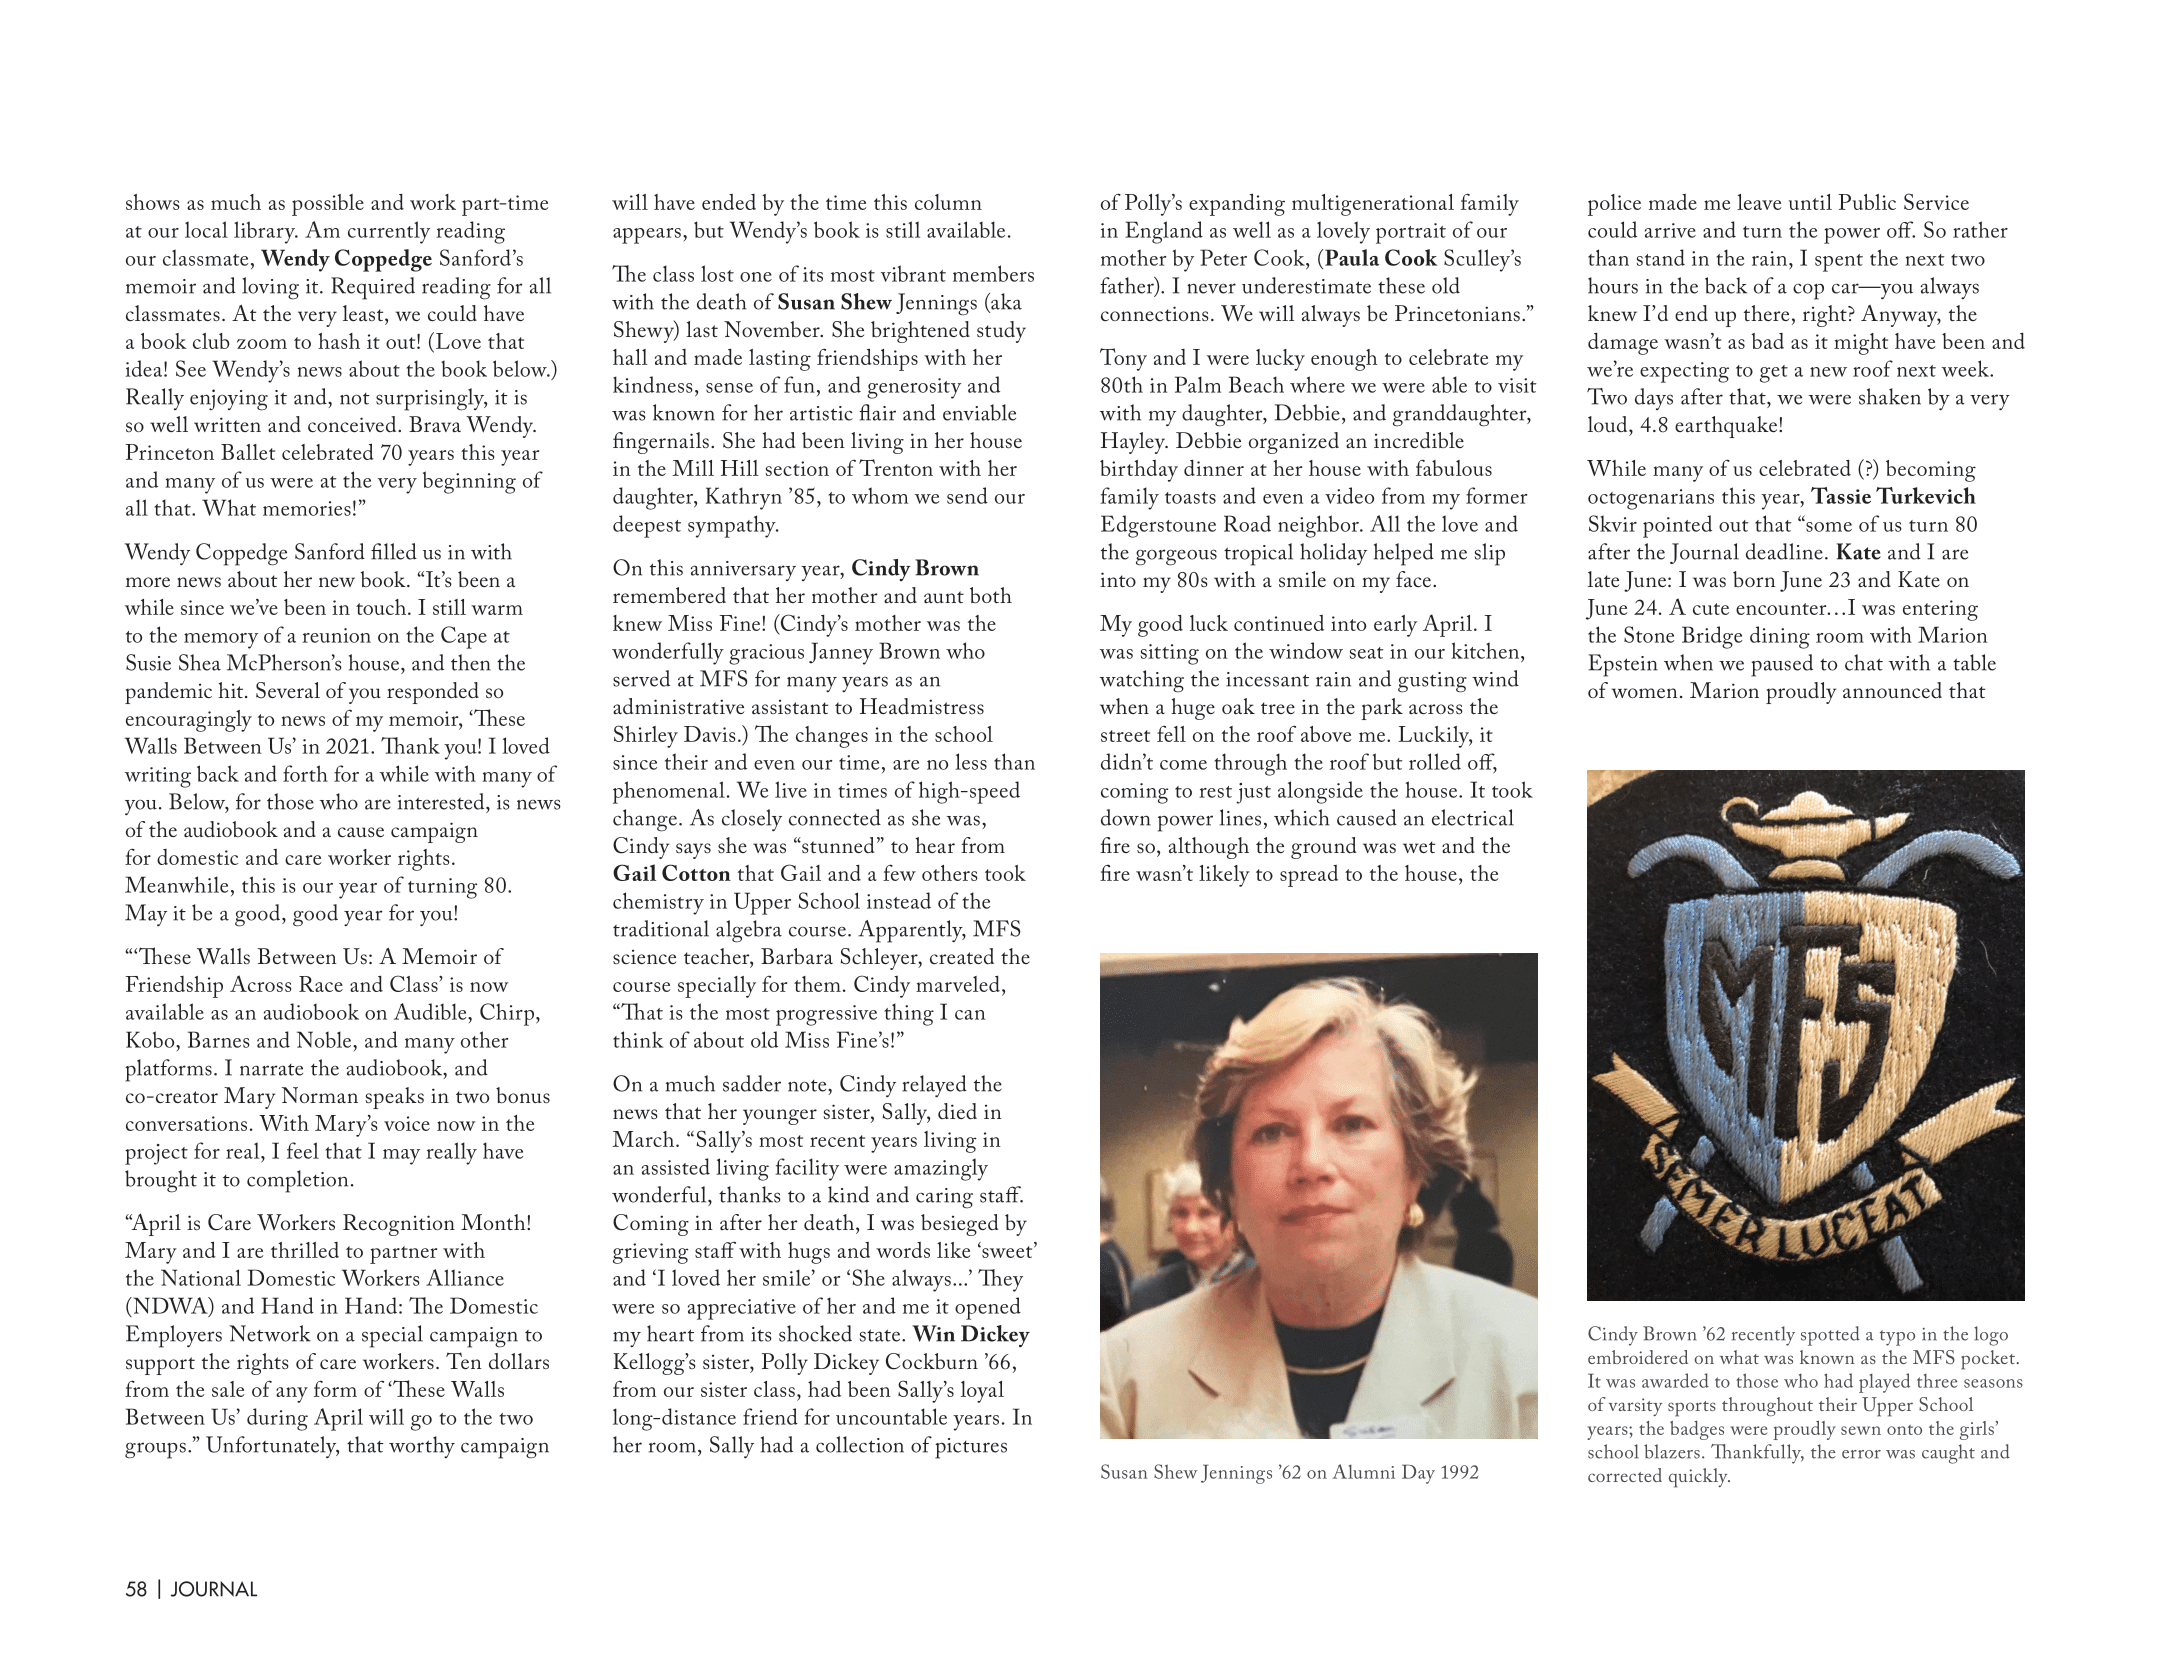 shows as much as possible and work part-time
at our local library. Am currently reading
our classmate, Wendy Coppedge Sanford’s
memoir and loving it. Required reading for all
classmates. At the very least, we could have
a book club zoom to hash it out! (Love that
idea! See Wendy’s news about the book below.)
Really enjoying it and, not surprisingly, it is
so well written and conceived. Brava Wendy.
Princeton Ballet celebrated 70 years this year
and many of us were at the very beginning of
all that. What memories!”
Wendy Coppedge Sanford filled us in with
more news about her new book. “It’s been a
while since we’ve been in touch. I still warm
to the memory of a reunion on the Cape at
Susie Shea McPherson’s house, and then the
pandemic hit. Several of you responded so
encouragingly to news of my memoir, ‘These
Walls Between Us’ in 2021. Thank you! I loved
writing back and forth for a while with many of
you. Below, for those who are interested, is news
of the audiobook and a cause campaign
for domestic and care worker rights.
Meanwhile, this is our year of turning 80.
May it be a good, good year for you!
“‘These Walls Between Us: A Memoir of
Friendship Across Race and Class’ is now
available as an audiobook on Audible, Chirp,
Kobo, Barnes and Noble, and many other
platforms. I narrate the audiobook, and
co-creator Mary Norman speaks in two bonus
conversations. With Mary’s voice now in the
project for real, I feel that I may really have
brought it to completion.
“April is Care Workers Recognition Month!
Mary and I are thrilled to partner with
the National Domestic Workers Alliance
(NDWA) and Hand in Hand: The Domestic
Employers Network on a special campaign to
support the rights of care workers. Ten dollars
from the sale of any form of ‘These Walls
Between Us’ during April will go to the two
groups.” Unfortunately, that worthy campaign
will have ended by the time this column
appears, but Wendy’s book is still available.
The class lost one of its most vibrant members
with the death of Susan Shew Jennings (aka
Shewy) last November. She brightened study
hall and made lasting friendships with her
kindness, sense of fun, and generosity and
was known for her artistic flair and enviable
fingernails. She had been living in her house
in the Mill Hill section of Trenton with her
daughter, Kathryn ’85, to whom we send our
deepest sympathy.
On this anniversary year, Cindy Brown
remembered that her mother and aunt both
knew Miss Fine! (Cindy’s mother was the
wonderfully gracious Janney Brown who
served at MFS for many years as an
administrative assistant to Headmistress
Shirley Davis.) The changes in the school
since their and even our time, are no less than
phenomenal. We live in times of high-speed
change. As closely connected as she was,
Cindy says she was “stunned” to hear from
Gail Cotton that Gail and a few others took
chemistry in Upper School instead of the
traditional algebra course. Apparently, MFS
science teacher, Barbara Schleyer, created the
course specially for them. Cindy marveled,
“That is the most progressive thing I can
think of about old Miss Fine’s!”
On a much sadder note, Cindy relayed the
news that her younger sister, Sally, died in
March. “Sally’s most recent years living in
an assisted living facility were amazingly
wonderful, thanks to a kind and caring staff.
Coming in after her death, I was besieged by
grieving staff with hugs and words like ‘sweet’
and ‘I loved her smile’ or ‘She always...’ They
were so appreciative of her and me it opened
my heart from its shocked state. Win Dickey
Kellogg’s sister, Polly Dickey Cockburn ’66,
from our sister class, had been Sally’s loyal
long-distance friend for uncountable years. In
her room, Sally had a collection of pictures
of Polly’s expanding multigenerational family
in England as well as a lovely portrait of our
mother by Peter Cook, (Paula Cook Sculley’s
father). I never underestimate these old
connections. We will always be Princetonians.”
Tony and I were lucky enough to celebrate my
80th in Palm Beach where we were able to visit
with my daughter, Debbie, and granddaughter,
Hayley. Debbie organized an incredible
birthday dinner at her house with fabulous
family toasts and even a video from my former
Edgerstoune Road neighbor. All the love and
the gorgeous tropical holiday helped me slip
into my 80s with a smile on my face.
My good luck continued into early April. I
was sitting on the window seat in our kitchen,
watching the incessant rain and gusting wind
when a huge oak tree in the park across the
street fell on the roof above me. Luckily, it
didn’t come through the roof but rolled off,
coming to rest just alongside the house. It took
down power lines, which caused an electrical
fire so, although the ground was wet and the
fire wasn’t likely to spread to the house, the
Susan Shew Jennings ’62 on Alumni Day 1992
police made me leave until Public Service
could arrive and turn the power off. So rather
than stand in the rain, I spent the next two
hours in the back of a cop car—you always
knew I’d end up there, right? Anyway, the
damage wasn’t as bad as it might have been and
we’re expecting to get a new roof next week.
Two days after that, we were shaken by a very
loud, 4.8 earthquake!
While many of us celebrated (?) becoming
octogenarians this year, Tassie Turkevich
Skvir pointed out that “some of us turn 80
after the Journal deadline. Kate and I are
late June: I was born June 23 and Kate on
June 24. A cute encounter…I was entering
the Stone Bridge dining room with Marion
Epstein when we paused to chat with a table
of women. Marion proudly announced that
MFS
SEMER LUCEAT
Cindy Brown ’62 recently spotted a typo in the logo
embroidered on what was known as the MFS pocket.
It was awarded to those who had played three seasons
of varsity sports throughout their Upper School
years; the badges were proudly sewn onto the girls’
school blazers. Thankfully, the error was caught and
corrected quickly.
58 | JOURNAL